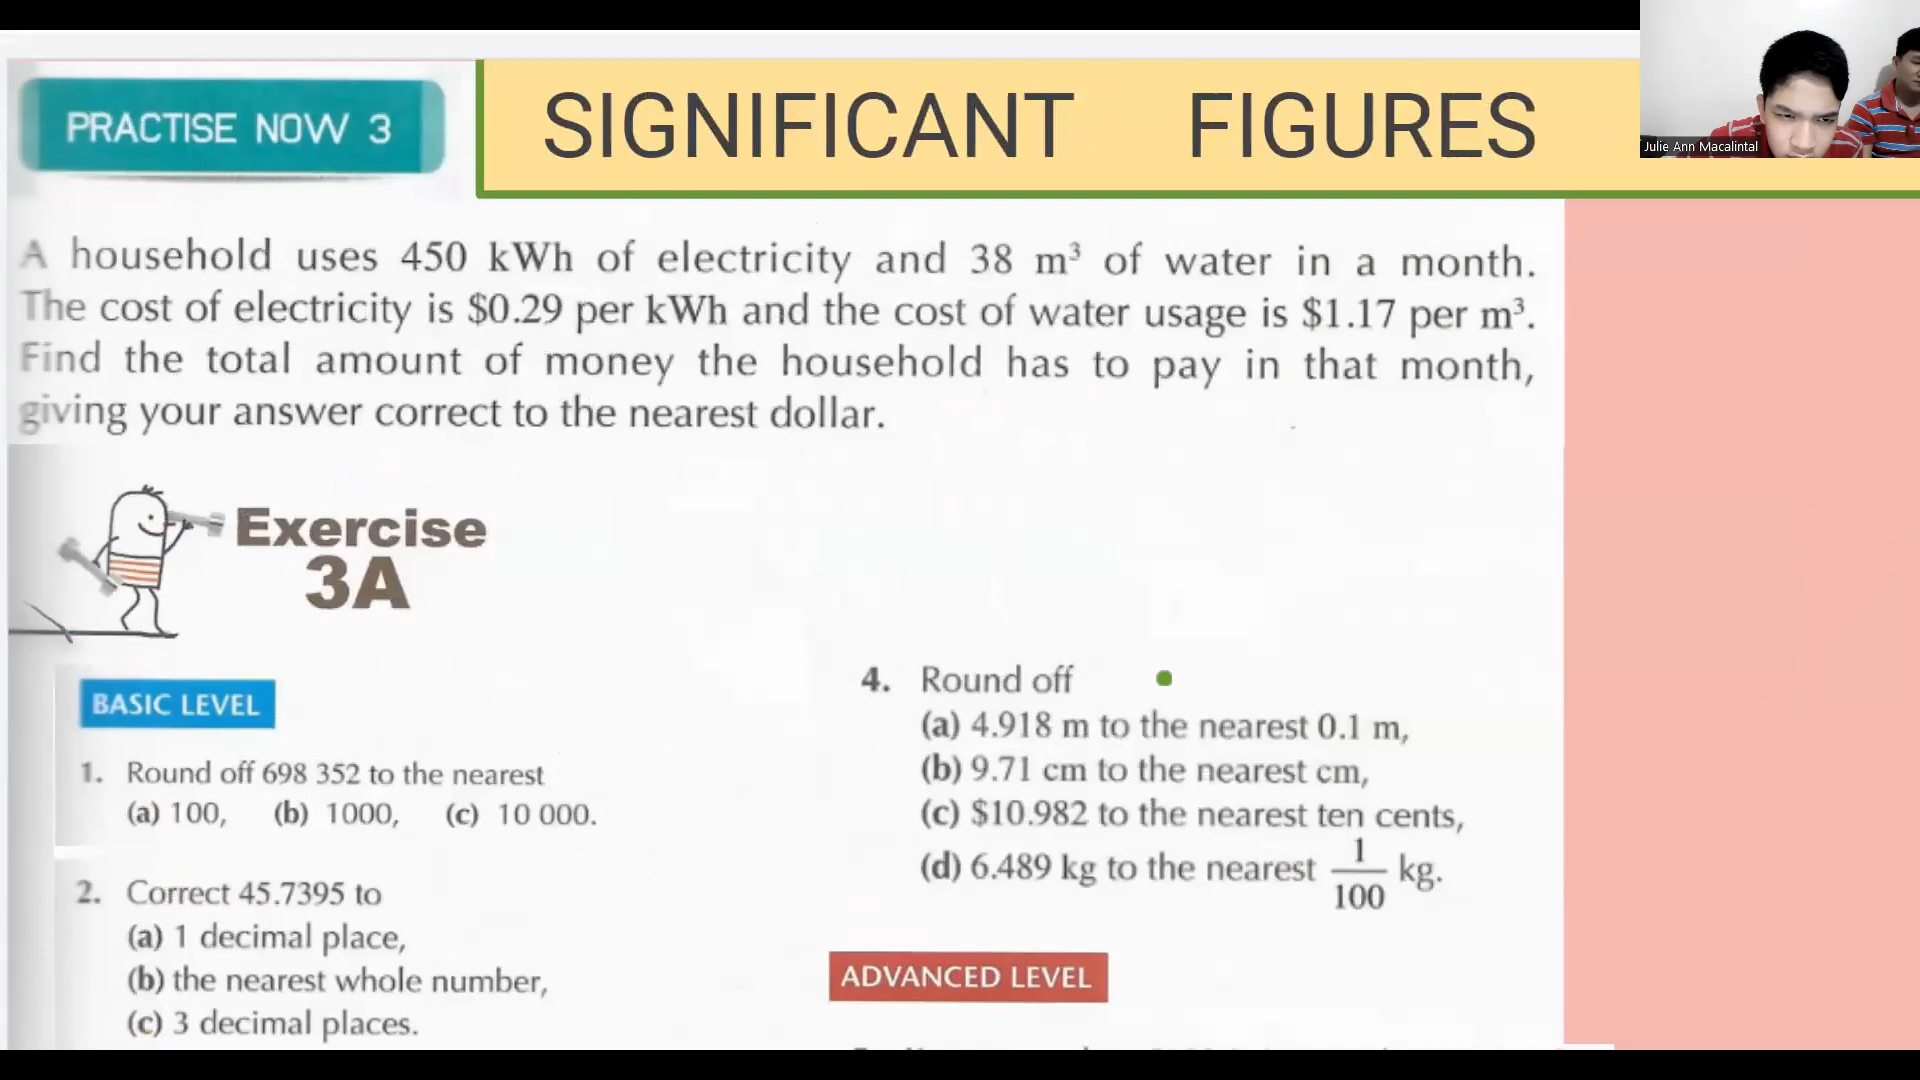 PRACTISE NOW 3
SIGNIFICANT FIGURES
Julie Ann Macalintal
A household uses 450 kWh of electricity and 38 m³ of water in a month.
The cost of electricity is $0.29 per kWh and the cost of water usage is $1.17 per m³.
Find the total amount of money the household has to pay in that month,
giving your answer correct to the nearest dollar.
Exercise
3A
BASIC LEVEL
1. Round off 698 352 to the nearest
(a) 100, (b) 1000, (c) 10 000.
2. Correct 45.7395 to
(a) 1 decimal place,
(b) the nearest whole number,
(c) 3 decimal places.
4. Round off
(a) 4.918 m to the nearest 0.1 m,
(b) 9.71 cm to the nearest cm,
(c) $10.982 to the nearest ten cents,
(d) 6.489 kg to the nearest 1/100 kg.
ADVANCED LEVEL